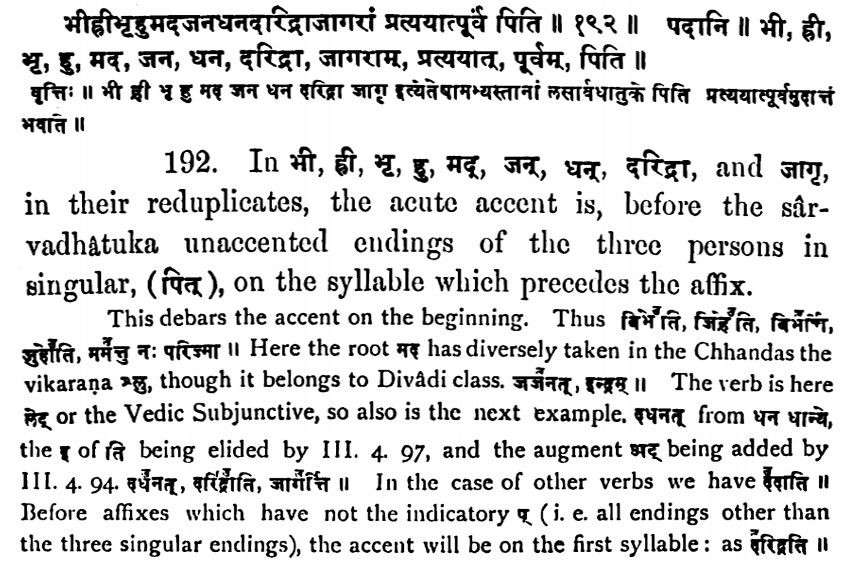 भीह्रीभृहुमदजनधनदरिद्राजागरां प्रत्ययात्पूर्वं पिति ॥ १९२ ॥ पदानि ॥ भी, ह्री,
भृ, हु, मद, जन, धन, दरिद्रा, जागराम्, प्रत्ययात्, पूर्वम्, पिति ॥
वृत्तिः ॥ भी ह्री भृ हु मद जन धन दरिद्रा जागृ इत्येतेषामभ्यस्तानां लसार्वधातुके पिति प्रत्ययात्पूर्वमुदात्तं
भवति ॥
192. In भी, ह्री, भृ, हु, मद्, जन्, धन्, दरिद्रा, and जागृ,
in their reduplicates, the acute accent is, before the sâr-
vadhâtuka unaccented endings of the three persons in
singular, (पित्), on the syllable which precedes the affix.
This debars the accent on the beginning. Thus बिभे॑ति, जिह्रे॑ति, बिभ॑र्ति,
जुहो॑ति, मम॑त्तु नः परिज्मा ॥ Here the root मद has diversely taken in the Chhandas the
vikaraṇa श्लु, though it belongs to Divâdi class. जज॑नत्, इन्द्रम् ॥ The verb is here
लेट् or the Vedic Subjunctive, so also is the next example. दधनत् from धन धान्ये,
the इ of ति being elided by III. 4. 97, and the augment अट् being added by
III. 4. 94. दध॑नत्, दरिद्रा॑ति, जाग॑र्त्ति ॥ In the case of other verbs we have द॑दाति ॥
Before affixes which have not the indicatory प् (i. e. all endings other than
the three singular endings), the accent will be on the first syllable: as द॑रिद्रति ॥